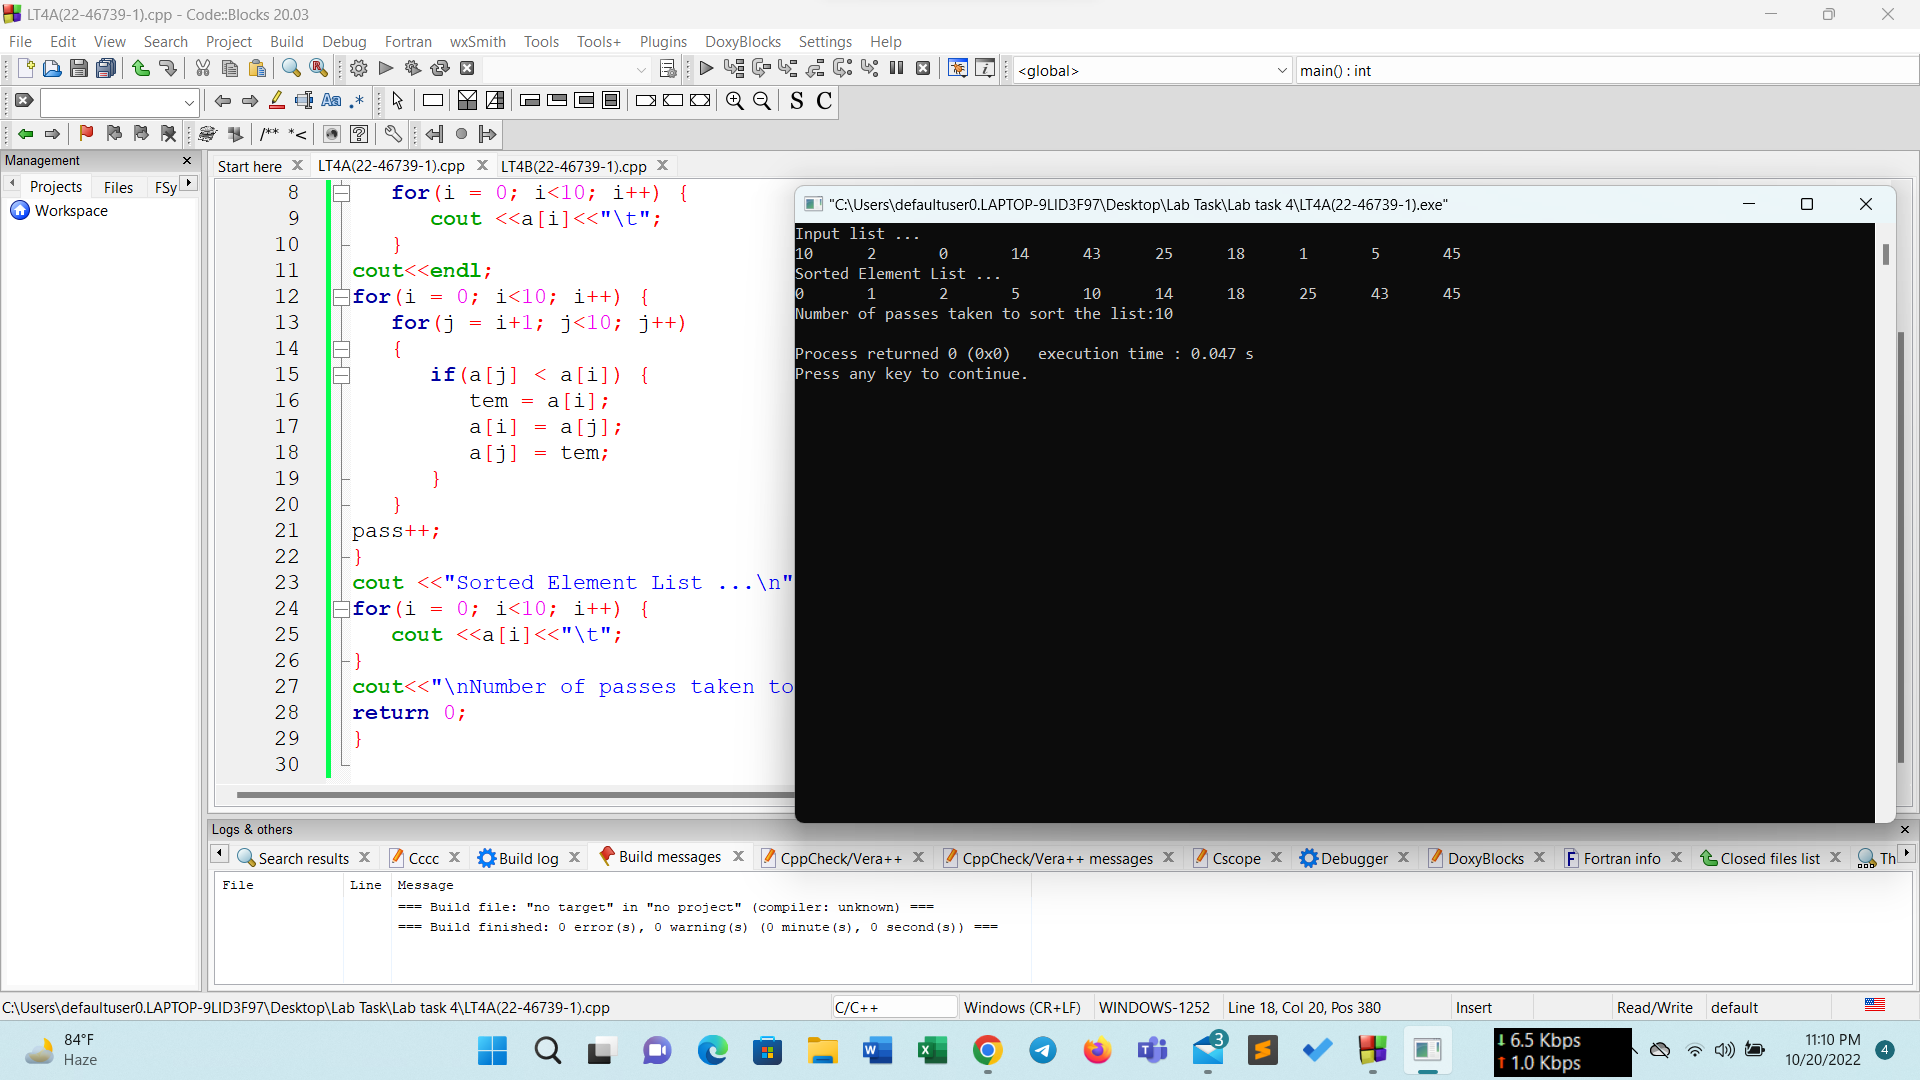 LT4A(22-46739-1).cpp - Code::Blocks 20.03
File Edit View Search Project Build Debug Fortran wxSmith Tools Tools+ Plugins DoxyBlocks Settings Help
<global> main() : int
Aa .* S C
/** *<
Management
Projects Files FSy
Workspace
Start here LT4A(22-46739-1).cpp LT4B(22-46739-1).cpp
8 for(i = 0; i<10; i++) {
9 cout <<a[i]<<"\t";
10 }
11 cout<<endl;
12 for(i = 0; i<10; i++) {
13 for(j = i+1; j<10; j++)
14 {
15 if(a[j] < a[i]) {
16 tem = a[i];
17 a[i] = a[j];
18 a[j] = tem;
19 }
20 }
21 pass++;
22 }
23 cout <<"Sorted Element List ...\n"
24 for(i = 0; i<10; i++) {
25 cout <<a[i]<<"\t";
26 }
27 cout<<"\nNumber of passes taken to
28 return 0;
29 }
30
"C:\Users\defaultuser0.LAPTOP-9LID3F97\Desktop\Lab Task\Lab task 4\LT4A(22-46739-1).exe"
Input list ...
10 2 0 14 43 25 18 1 5 45
Sorted Element List ...
0 1 2 5 10 14 18 25 43 45
Number of passes taken to sort the list:10
Process returned 0 (0x0) execution time : 0.047 s
Press any key to continue.
Logs & others
Search results Cccc Build log Build messages CppCheck/Vera++ CppCheck/Vera++ messages Cscope Debugger DoxyBlocks Fortran info Closed files list Th
File Line Message
=== Build file: "no target" in "no project" (compiler: unknown) ===
=== Build finished: 0 error(s), 0 warning(s) (0 minute(s), 0 second(s)) ===
C:\Users\defaultuser0.LAPTOP-9LID3F97\Desktop\Lab Task\Lab task 4\LT4A(22-46739-1).cpp C/C++ Windows (CR+LF) WINDOWS-1252 Line 18, Col 20, Pos 380 Insert Read/Write default
84°F
Haze
3
6.5 Kbps
1.0 Kbps
11:10 PM
10/20/2022
4